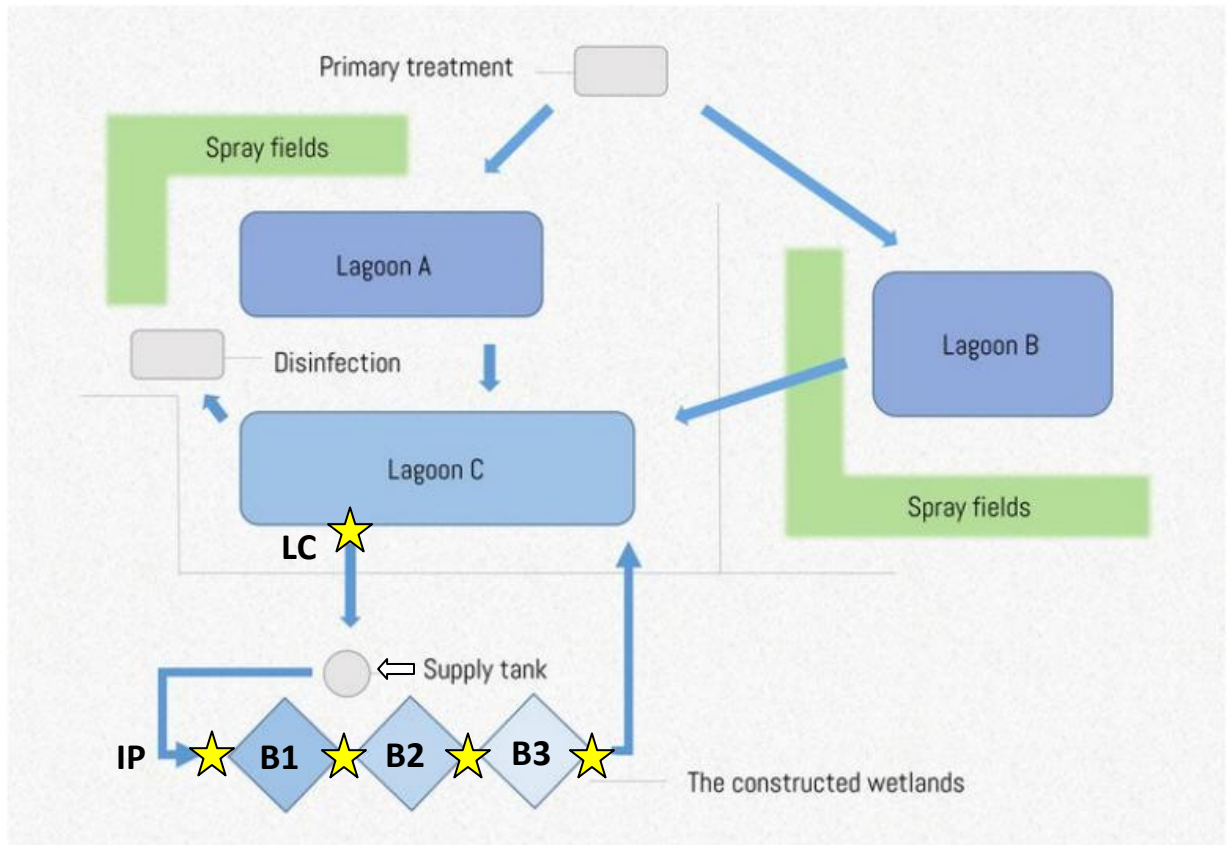 Primary treatment
Spray fields
Lagoon A
Lagoon B
Disinfection
Lagoon C
Spray fields
LC
Supply tank
IP
B1
B2
B3
The constructed wetlands